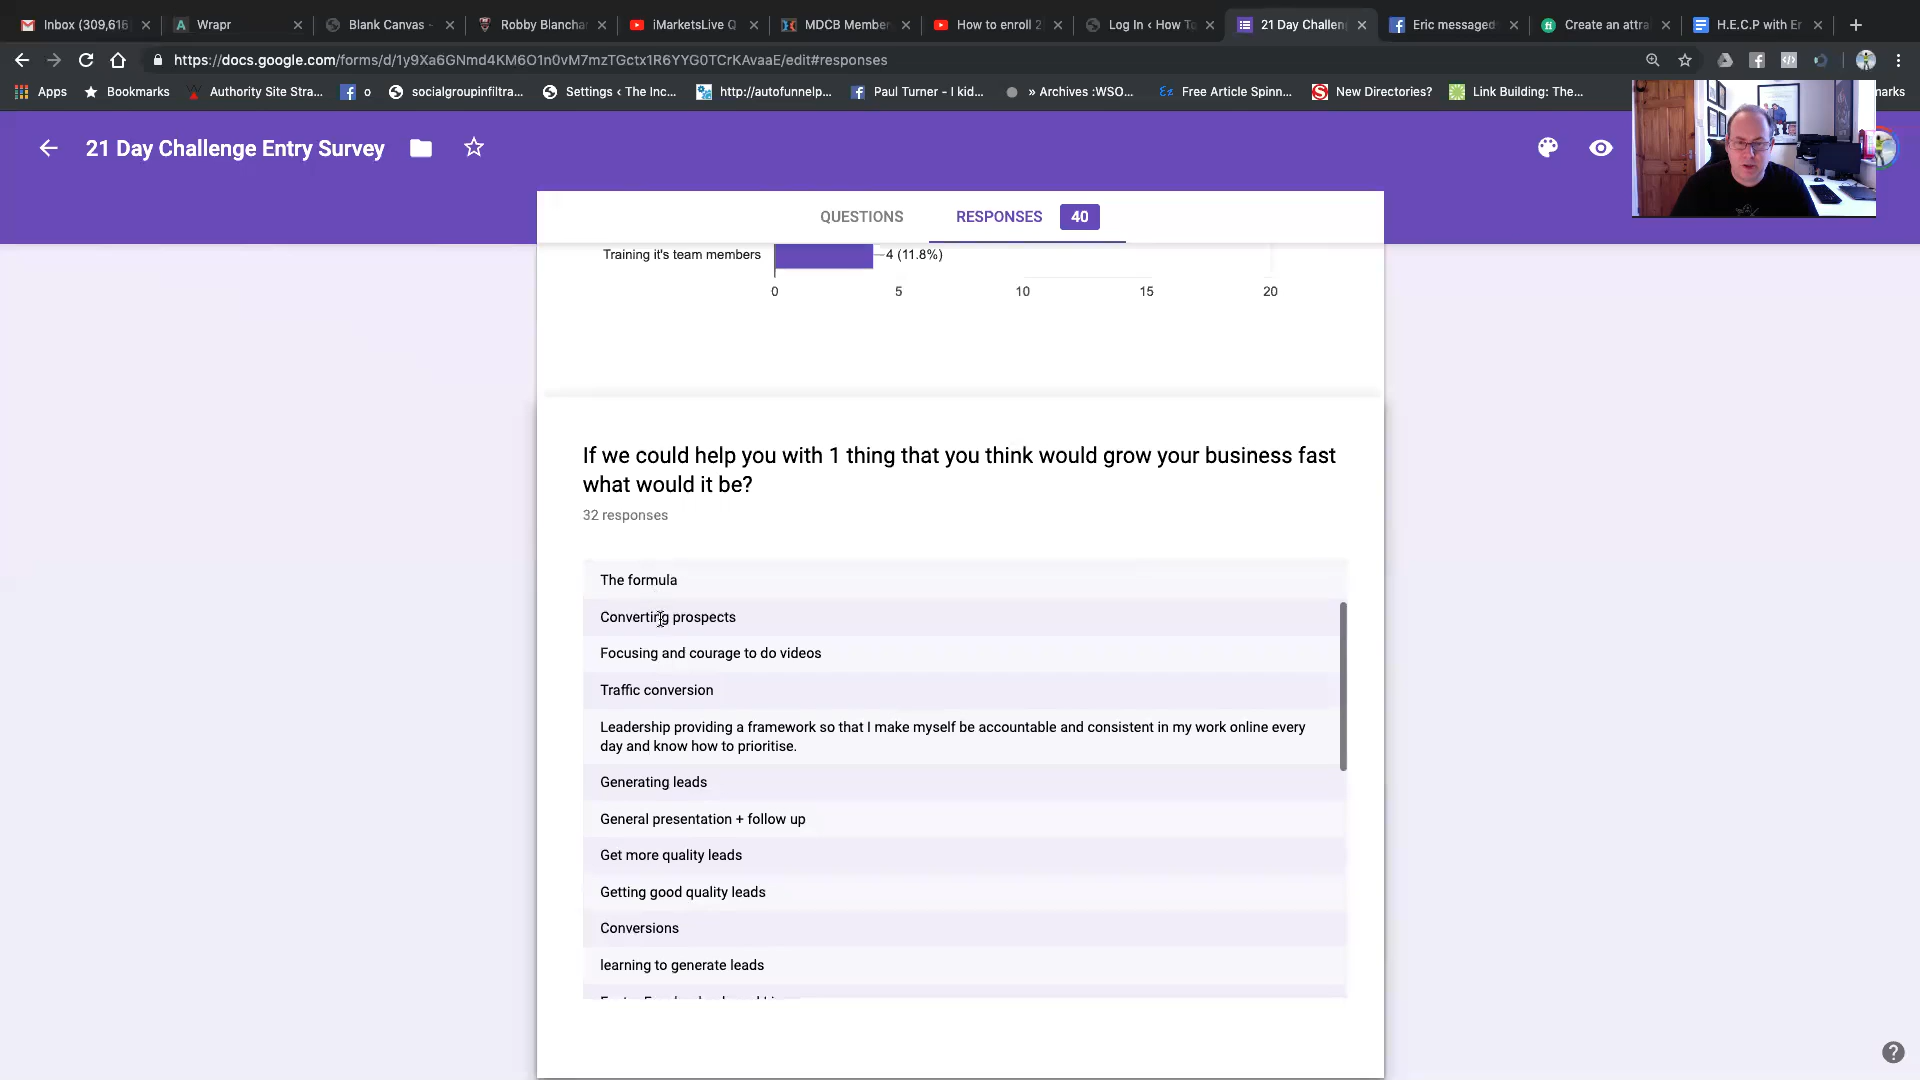 Inbox (309,616
Wrapr
Blank Canvas
Robby Blanchar
iMarketsLive Q
MDCB Member
How to enroll 2
Log In ‹ How To
21 Day Challen
Eric messaged
Create an attra
H.E.C.P with Er
https://docs.google.com/forms/d/1y9Xa6GNmd4KM6O1n0vM7mzTGctx1R6YYG0TCrKAvaaE/edit#responses
Apps
Bookmarks
Authority Site Stra...
o
socialgroupinfiltra...
Settings ‹ The Inc...
http://autofunnelp...
Paul Turner - I kid...
» Archives :WSO...
Free Article Spinn...
New Directories?
Link Building: The...
marks
21 Day Challenge Entry Survey
QUESTIONS
RESPONSES 40
Training it's team members
4 (11.8%)
0 5 10 15 20
If we could help you with 1 thing that you think would grow your business fast
what would it be?
32 responses
The formula
Converting prospects
Focusing and courage to do videos
Traffic conversion
Leadership providing a framework so that I make myself be accountable and consistent in my work online every
day and know how to prioritise.
Generating leads
General presentation + follow up
Get more quality leads
Getting good quality leads
Conversions
learning to generate leads